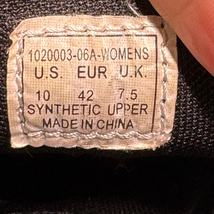 1020003-06A-WOMENS
U.S. EUR U.K.
10 42 7.5
SYNTHETIC UPPER
MADE IN CHINA